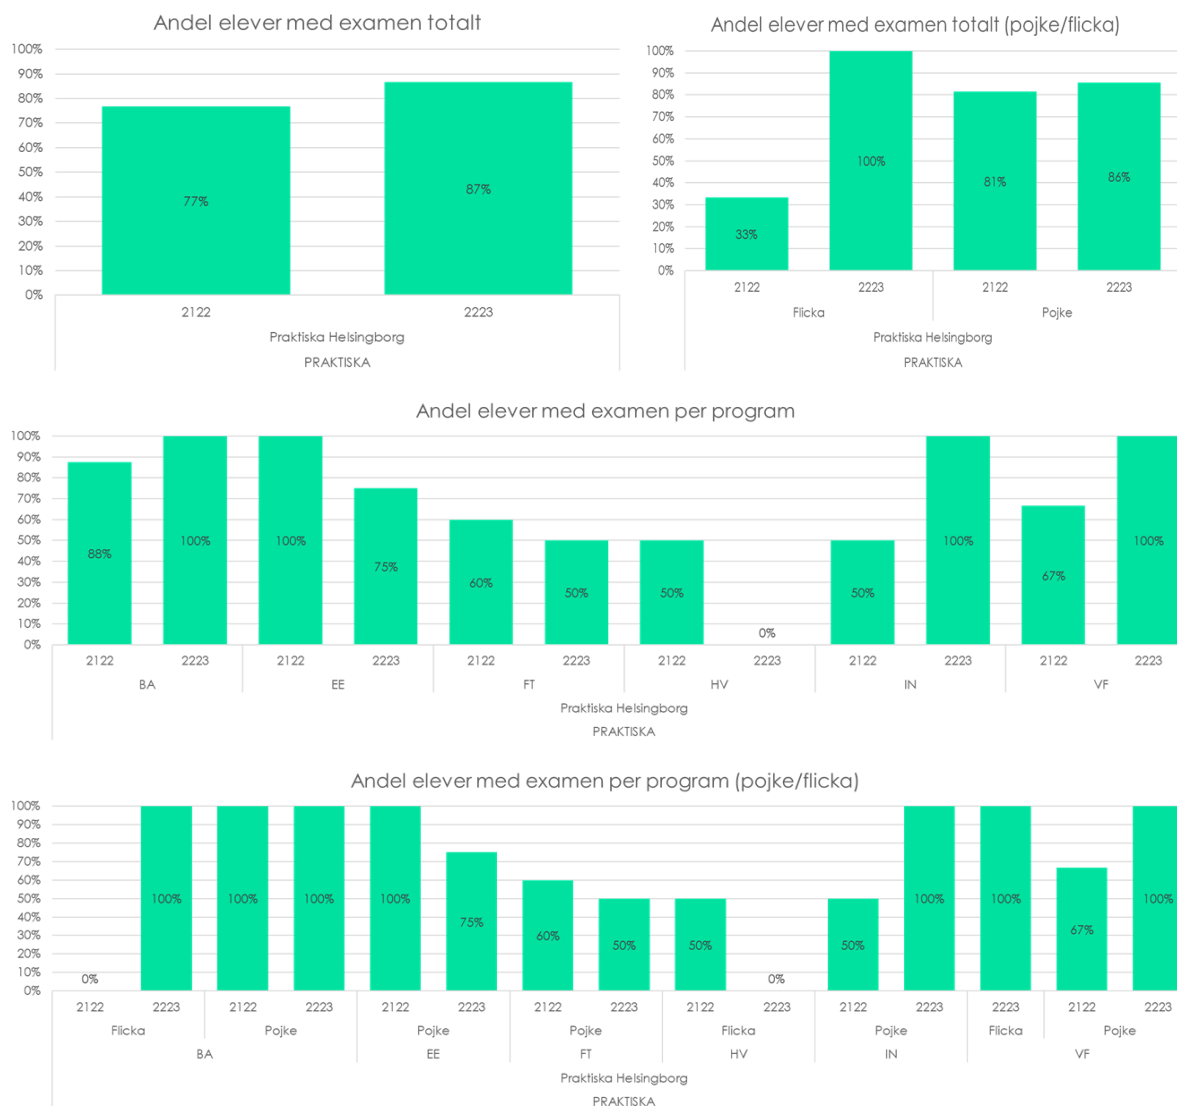 Andel elever med examen totalt
100%
90%
80%
70%
60%
50%
40%
30%
20%
10%
0%
77%
87%
2122 2223
Praktiska Helsingborg
PRAKTISKA
Andel elever med examen totalt (pojke/flicka)
100%
90%
80%
70%
60%
50%
40%
30%
20%
10%
0%
33%
100%
81%
86%
2122 2223 2122 2223
Flicka Pojke
Praktiska Helsingborg
PRAKTISKA
Andel elever med examen per program
100%
90%
80%
70%
60%
50%
40%
30%
20%
10%
0%
88% 100% 100% 75% 60% 50% 50% 0% 50% 100% 67% 100%
2122 2223 2122 2223 2122 2223 2122 2223 2122 2223 2122 2223
BA EE FT HV IN VF
Praktiska Helsingborg
PRAKTISKA
Andel elever med examen per program (pojke/flicka)
100%
90%
80%
70%
60%
50%
40%
30%
20%
10%
0%
0% 100% 100% 100% 100% 75% 60% 50% 50% 0% 50% 100% 100% 67% 100%
2122 2223 2122 2223 2122 2223 2122 2223 2122 2223 2122 2223 2223 2122 2223
Flicka Pojke Pojke Pojke Flicka Pojke Flicka Pojke
BA EE FT HV IN VF
Praktiska Helsingborg
PRAKTISKA